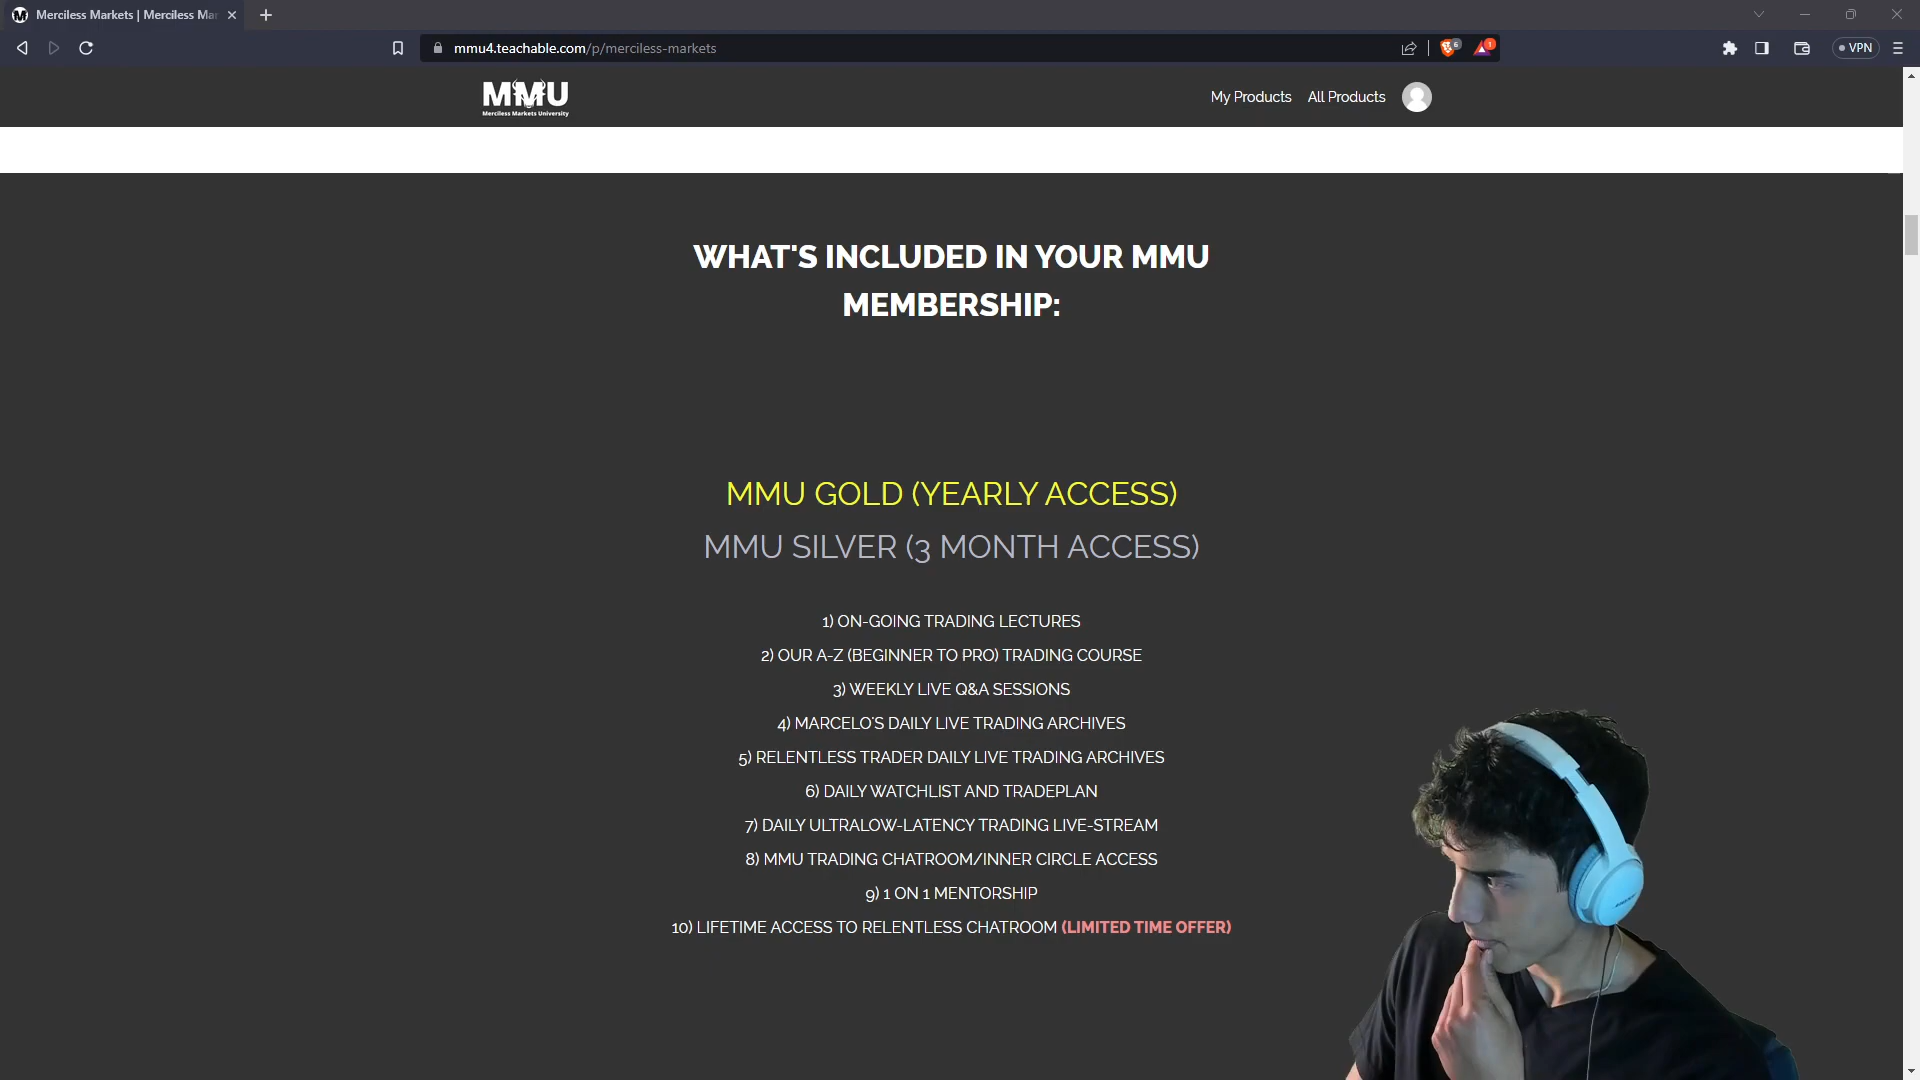 Merciless Markets | Merciless Mar
mmu4.teachable.com/p/merciless-markets
6
1
VPN
MMU
Merciless Markets University
My Products
All Products
WHAT'S INCLUDED IN YOUR MMU
MEMBERSHIP:
MMU GOLD (YEARLY ACCESS)
MMU SILVER (3 MONTH ACCESS)
1) ON-GOING TRADING LECTURES
2) OUR A-Z (BEGINNER TO PRO) TRADING COURSE
3) WEEKLY LIVE Q&A SESSIONS
4) MARCELO'S DAILY LIVE TRADING ARCHIVES
5) RELENTLESS TRADER DAILY LIVE TRADING ARCHIVES
6) DAILY WATCHLIST AND TRADEPLAN
7) DAILY ULTRALOW-LATENCY TRADING LIVE-STREAM
8) MMU TRADING CHATROOM/INNER CIRCLE ACCESS
9) 1 ON 1 MENTORSHIP
10) LIFETIME ACCESS TO RELENTLESS CHATROOM (LIMITED TIME OFFER)